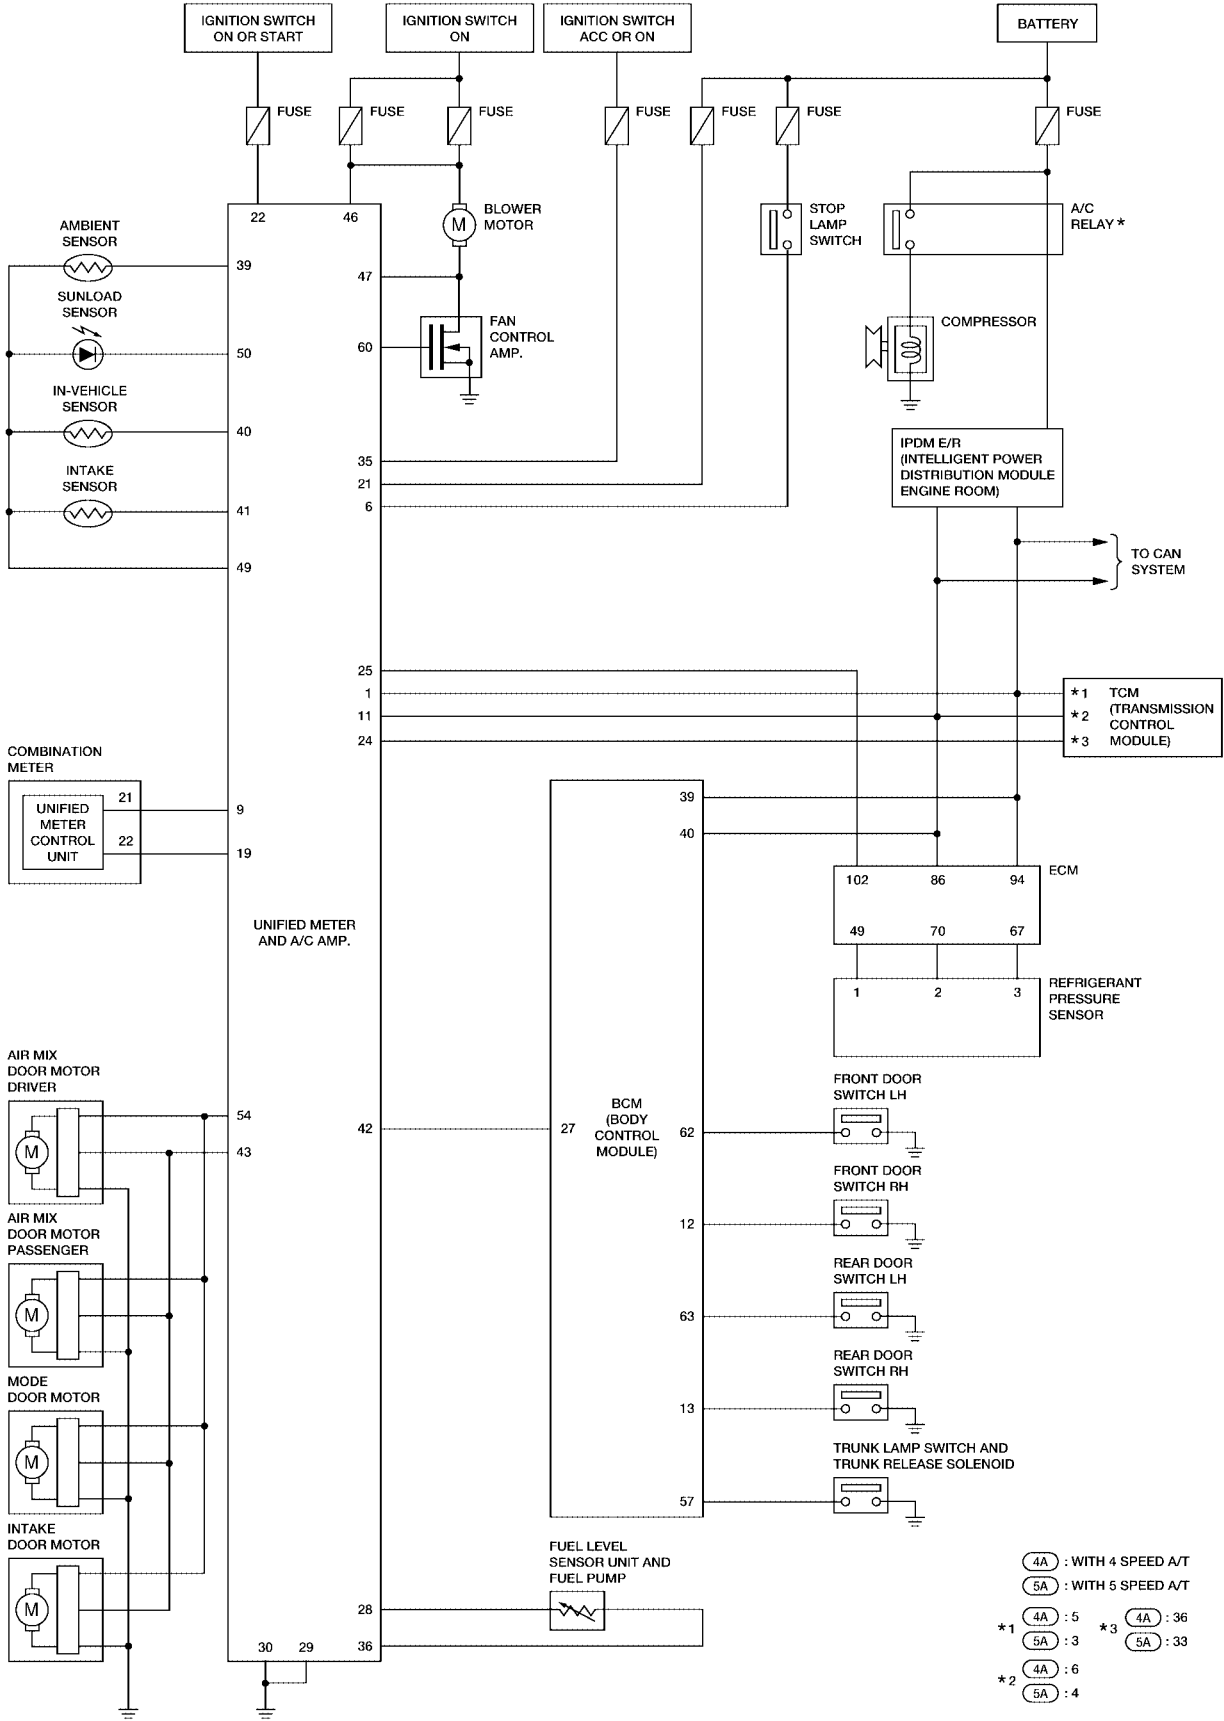 IGNITION SWITCH
ON OR START
IGNITION SWITCH
ON
IGNITION SWITCH
ACC OR ON
BATTERY
FUSE
FUSE
FUSE
FUSE
FUSE
FUSE
FUSE
22
46
AMBIENT
SENSOR
39
SUNLOAD
SENSOR
50
IN-VEHICLE
SENSOR
40
INTAKE
SENSOR
41
49
BLOWER
MOTOR
M
47
60
FAN
CONTROL
AMP.
STOP
LAMP
SWITCH
A/C
RELAY *
COMPRESSOR
35
21
6
IPDM E/R
(INTELLIGENT POWER
DISTRIBUTION MODULE
ENGINE ROOM)
TO CAN
SYSTEM
25
1
11
24
*1
*2
*3
TCM
(TRANSMISSION
CONTROL
MODULE)
COMBINATION
METER
UNIFIED
METER
CONTROL
UNIT
21
22
9
19
UNIFIED METER
AND A/C AMP.
39
40
102
86
94
ECM
49
70
67
1
2
3
REFRIGERANT
PRESSURE
SENSOR
AIR MIX
DOOR MOTOR
DRIVER
M
54
43
42
27
BCM
(BODY
CONTROL
MODULE)
62
12
63
13
57
FRONT DOOR
SWITCH LH
FRONT DOOR
SWITCH RH
REAR DOOR
SWITCH LH
REAR DOOR
SWITCH RH
TRUNK LAMP SWITCH AND
TRUNK RELEASE SOLENOID
AIR MIX
DOOR MOTOR
PASSENGER
M
MODE
DOOR MOTOR
M
INTAKE
DOOR MOTOR
M
FUEL LEVEL
SENSOR UNIT AND
FUEL PUMP
28
36
30
29
4A : WITH 4 SPEED A/T
5A : WITH 5 SPEED A/T
*1 4A : 5
5A : 3
*3 4A : 36
5A : 33
*2 4A : 6
5A : 4